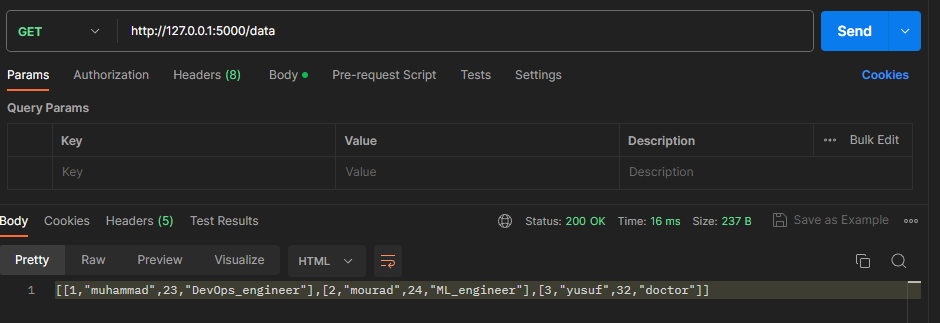 GET http://127.0.0.1:5000/data Send
Params Authorization Headers (8) Body Pre-request Script Tests Settings Cookies
Query Params
Key Value Description Bulk Edit
Key Value Description
Body Cookies Headers (5) Test Results Status: 200 OK Time: 16 ms Size: 237 B Save as Example
Pretty Raw Preview Visualize HTML
1 [[1,"muhammad",23,"DevOps_engineer"],[2,"mourad",24,"ML_engineer"],[3,"yusuf",32,"doctor"]]